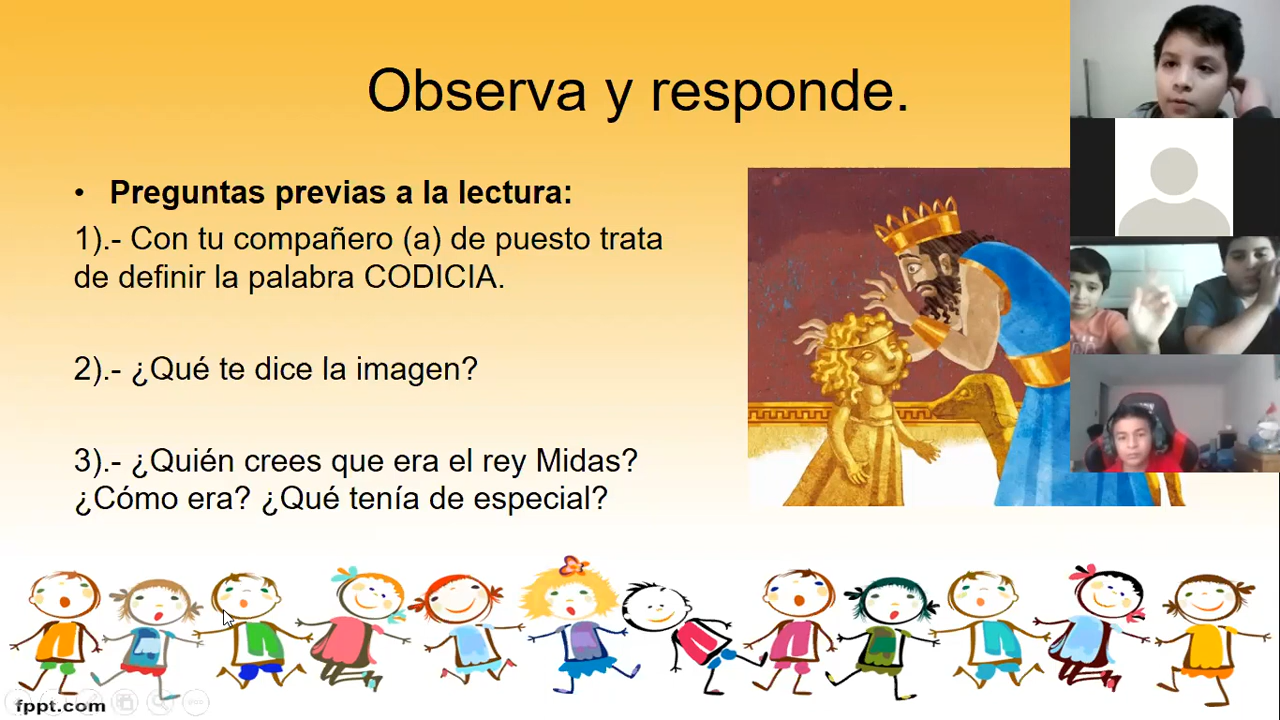 Observa y responde.
• Preguntas previas a la lectura:
1).- Con tu compañero (a) de puesto trata
de definir la palabra CODICIA.
2).- ¿Qué te dice la imagen?
3).- ¿Quién crees que era el rey Midas?
¿Cómo era? ¿Qué tenía de especial?
fppt.com